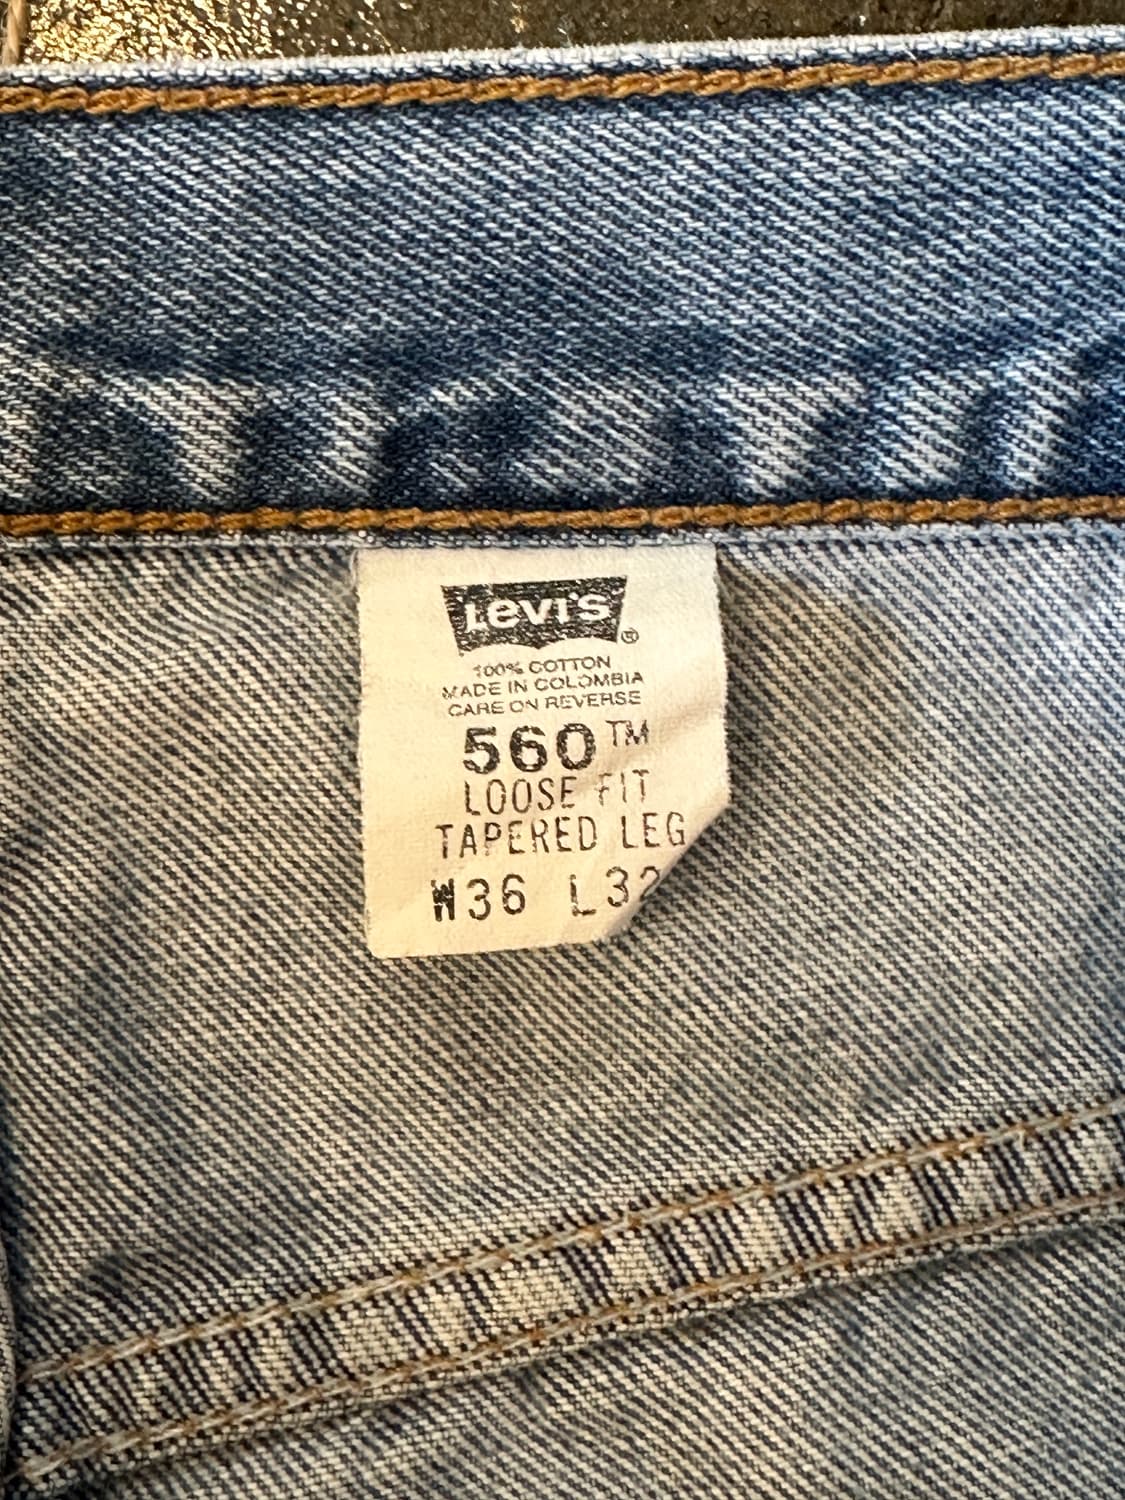 Levi's ®
100% COTTON
MADE IN COLOMBIA
CARE ON REVERSE
560™
LOOSE FIT
TAPERED LEG
W36 L32